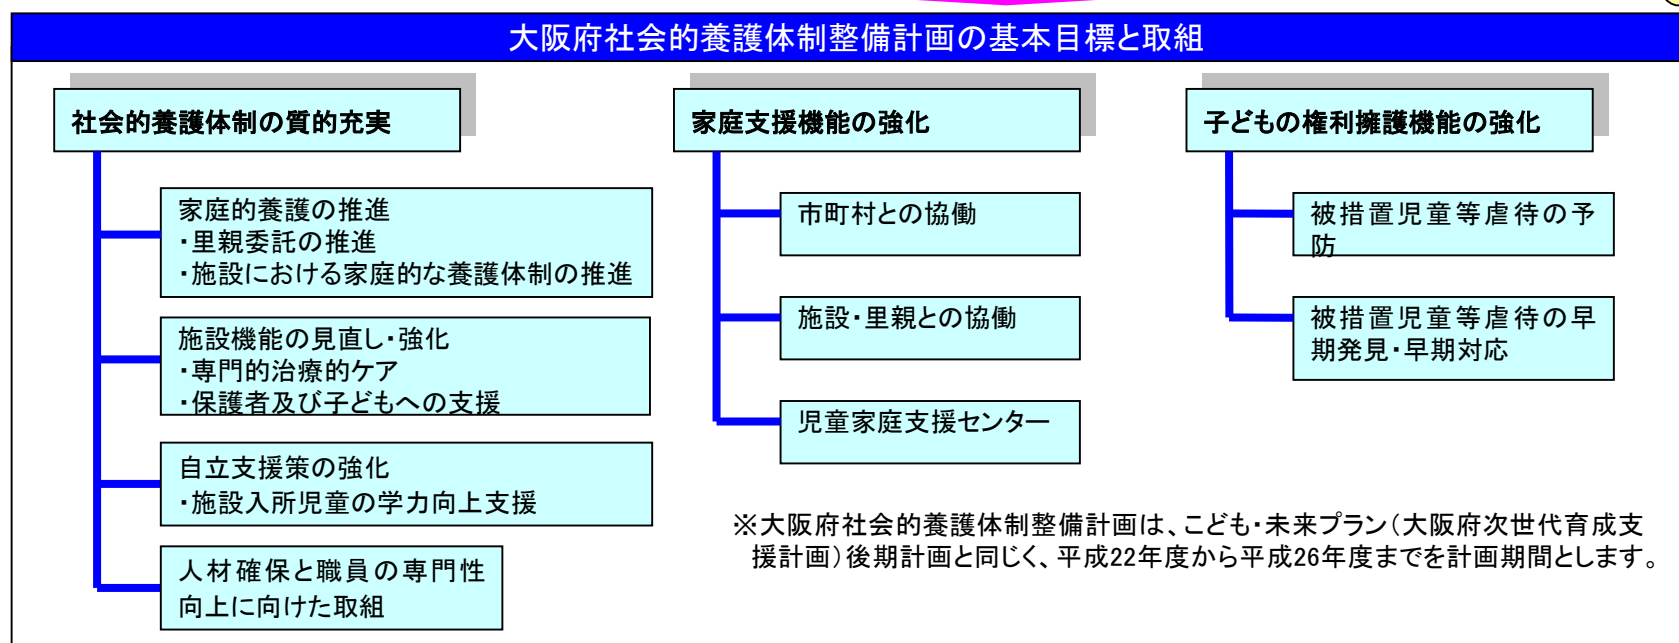 大阪府社会的養護体制整備計画の基本目標と取組
社会的養護体制の質的充実
家庭的養護の推進
・里親委託の推進
・施設における家庭的な養護体制の推進
施設機能の見直し・強化
・専門的治療的ケア
・保護者及び子どもへの支援
自立支援策の強化
・施設入所児童の学力向上支援
人材確保と職員の専門性
向上に向けた取組
家庭支援機能の強化
市町村との協働
施設・里親との協働
児童家庭支援センター
子どもの権利擁護機能の強化
被措置児童等虐待の予
防
被措置児童等虐待の早
期発見・早期対応
※大阪府社会的養護体制整備計画は、こども・未来プラン（大阪府次世代育成支
援計画）後期計画と同じく、平成22年度から平成26年度までを計画期間とします。